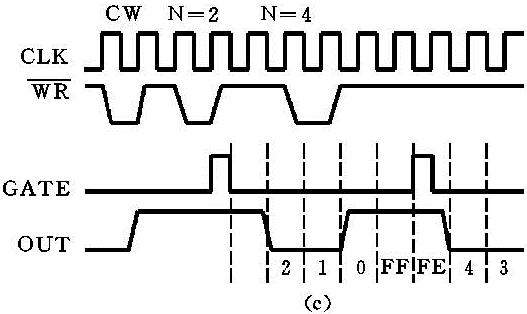 CW N=2 N=4
CLK
WR
GATE
OUT
2 1 0 FF FE 4 3
(c)